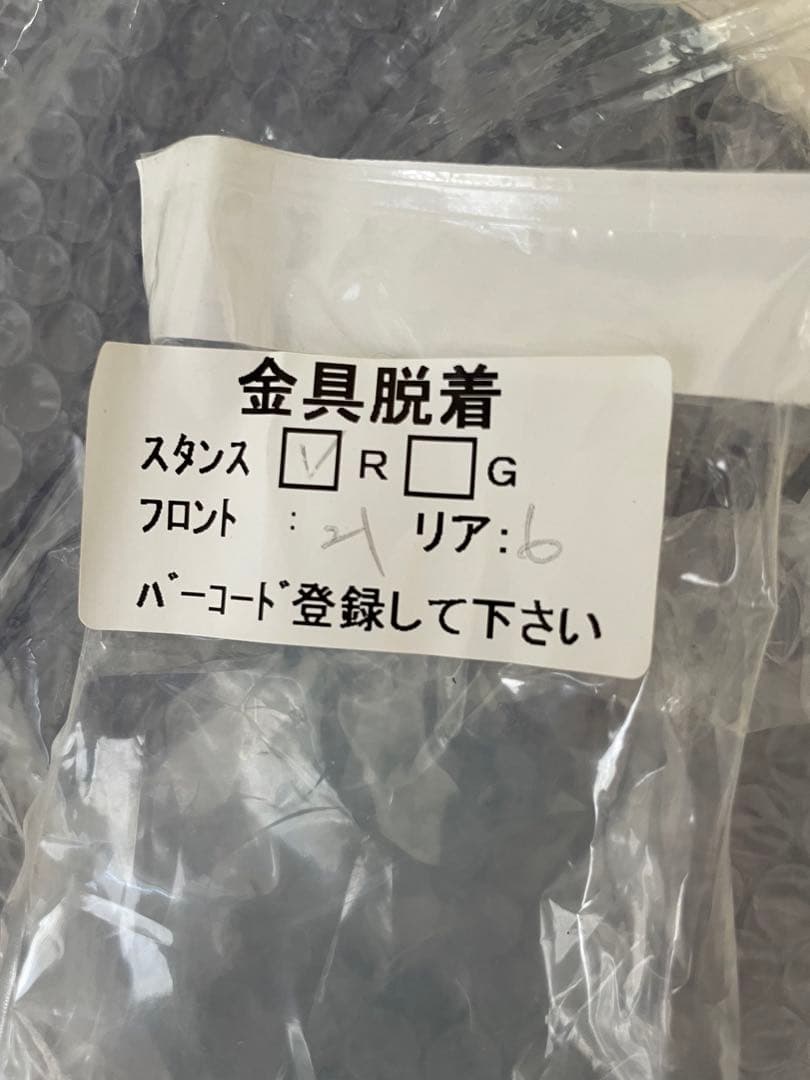 金具脱着
ｽﾀﾝｽ ☑ R □ G
ﾌﾛﾝﾄ : 21 リア: 6
ﾊﾞｰｺｰﾄﾞ登録して下さい